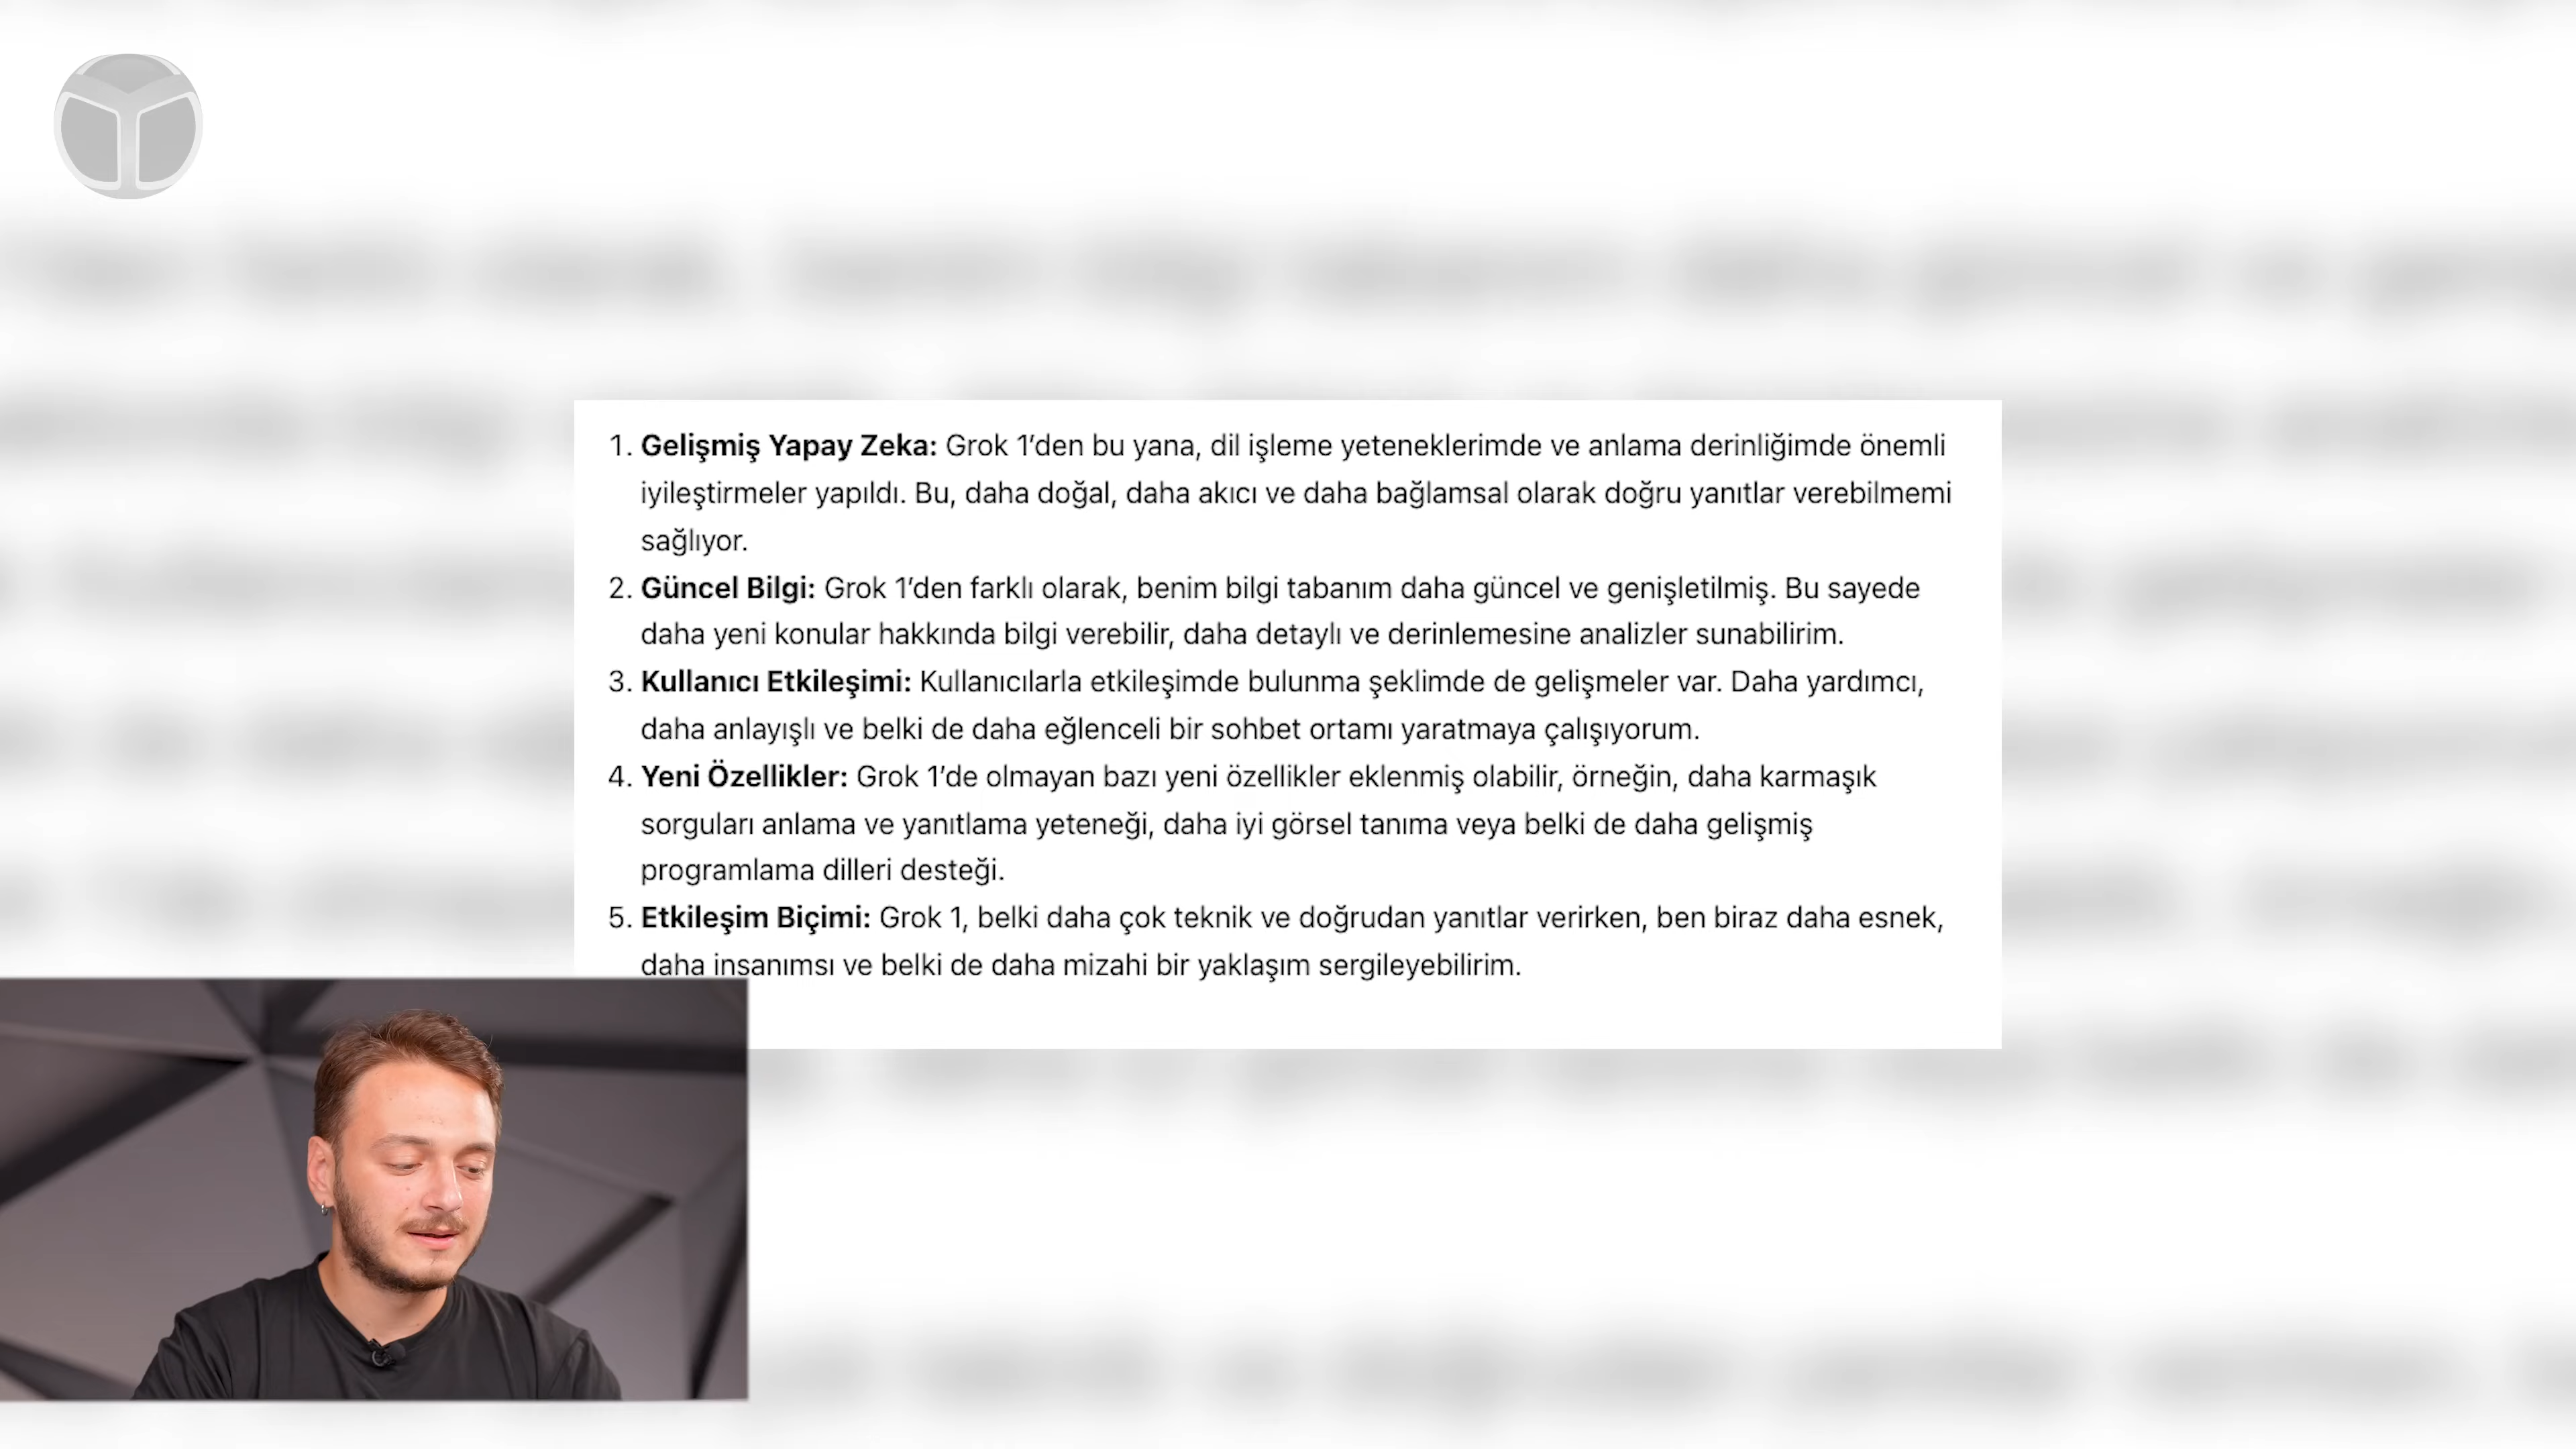 1. Gelişmiş Yapay Zeka: Grok 1’den bu yana, dil işleme yeteneklerimde ve anlama derinliğimde önemli
iyileştirmeler yapıldı. Bu, daha doğal, daha akıcı ve daha bağlamsal olarak doğru yanıtlar verebilmemi
sağlıyor.
2. Güncel Bilgi: Grok 1’den farklı olarak, benim bilgi tabanım daha güncel ve genişletilmiş. Bu sayede
daha yeni konular hakkında bilgi verebilir, daha detaylı ve derinlemesine analizler sunabilirim.
3. Kullanıcı Etkileşimi: Kullanıcılarla etkileşimde bulunma şeklimde de gelişmeler var. Daha yardımcı,
daha anlayışlı ve belki de daha eğlenceli bir sohbet ortamı yaratmaya çalışıyorum.
4. Yeni Özellikler: Grok 1’de olmayan bazı yeni özellikler eklenmiş olabilir, örneğin, daha karmaşık
sorguları anlama ve yanıtlama yeteneği, daha iyi görsel tanıma veya belki de daha gelişmiş
programlama dilleri desteği.
5. Etkileşim Biçimi: Grok 1, belki daha çok teknik ve doğrudan yanıtlar verirken, ben biraz daha esnek,
daha insanımsı ve belki de daha mizahi bir yaklaşım sergileyebilirim.